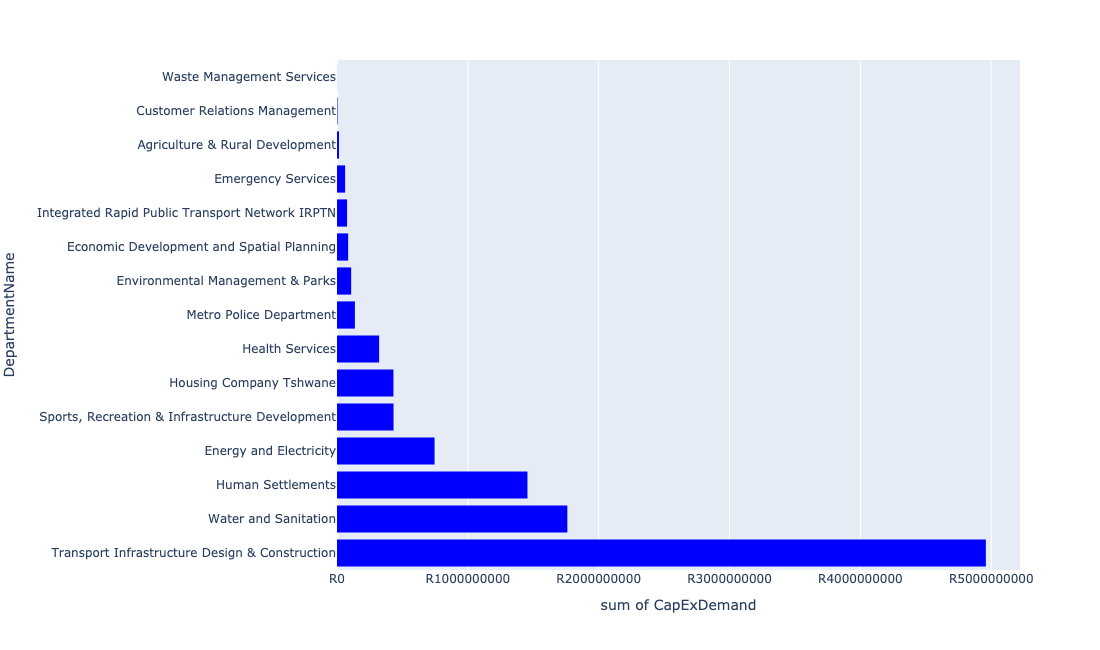 DepartmentName
Waste Management Services
Customer Relations Management
Agriculture & Rural Development
Emergency Services
Integrated Rapid Public Transport Network IRPTN
Economic Development and Spatial Planning
Environmental Management & Parks
Metro Police Department
Health Services
Housing Company Tshwane
Sports, Recreation & Infrastructure Development
Energy and Electricity
Human Settlements
Water and Sanitation
Transport Infrastructure Design & Construction
R0 R1000000000 R2000000000 R3000000000 R4000000000 R5000000000
sum of CapExDemand